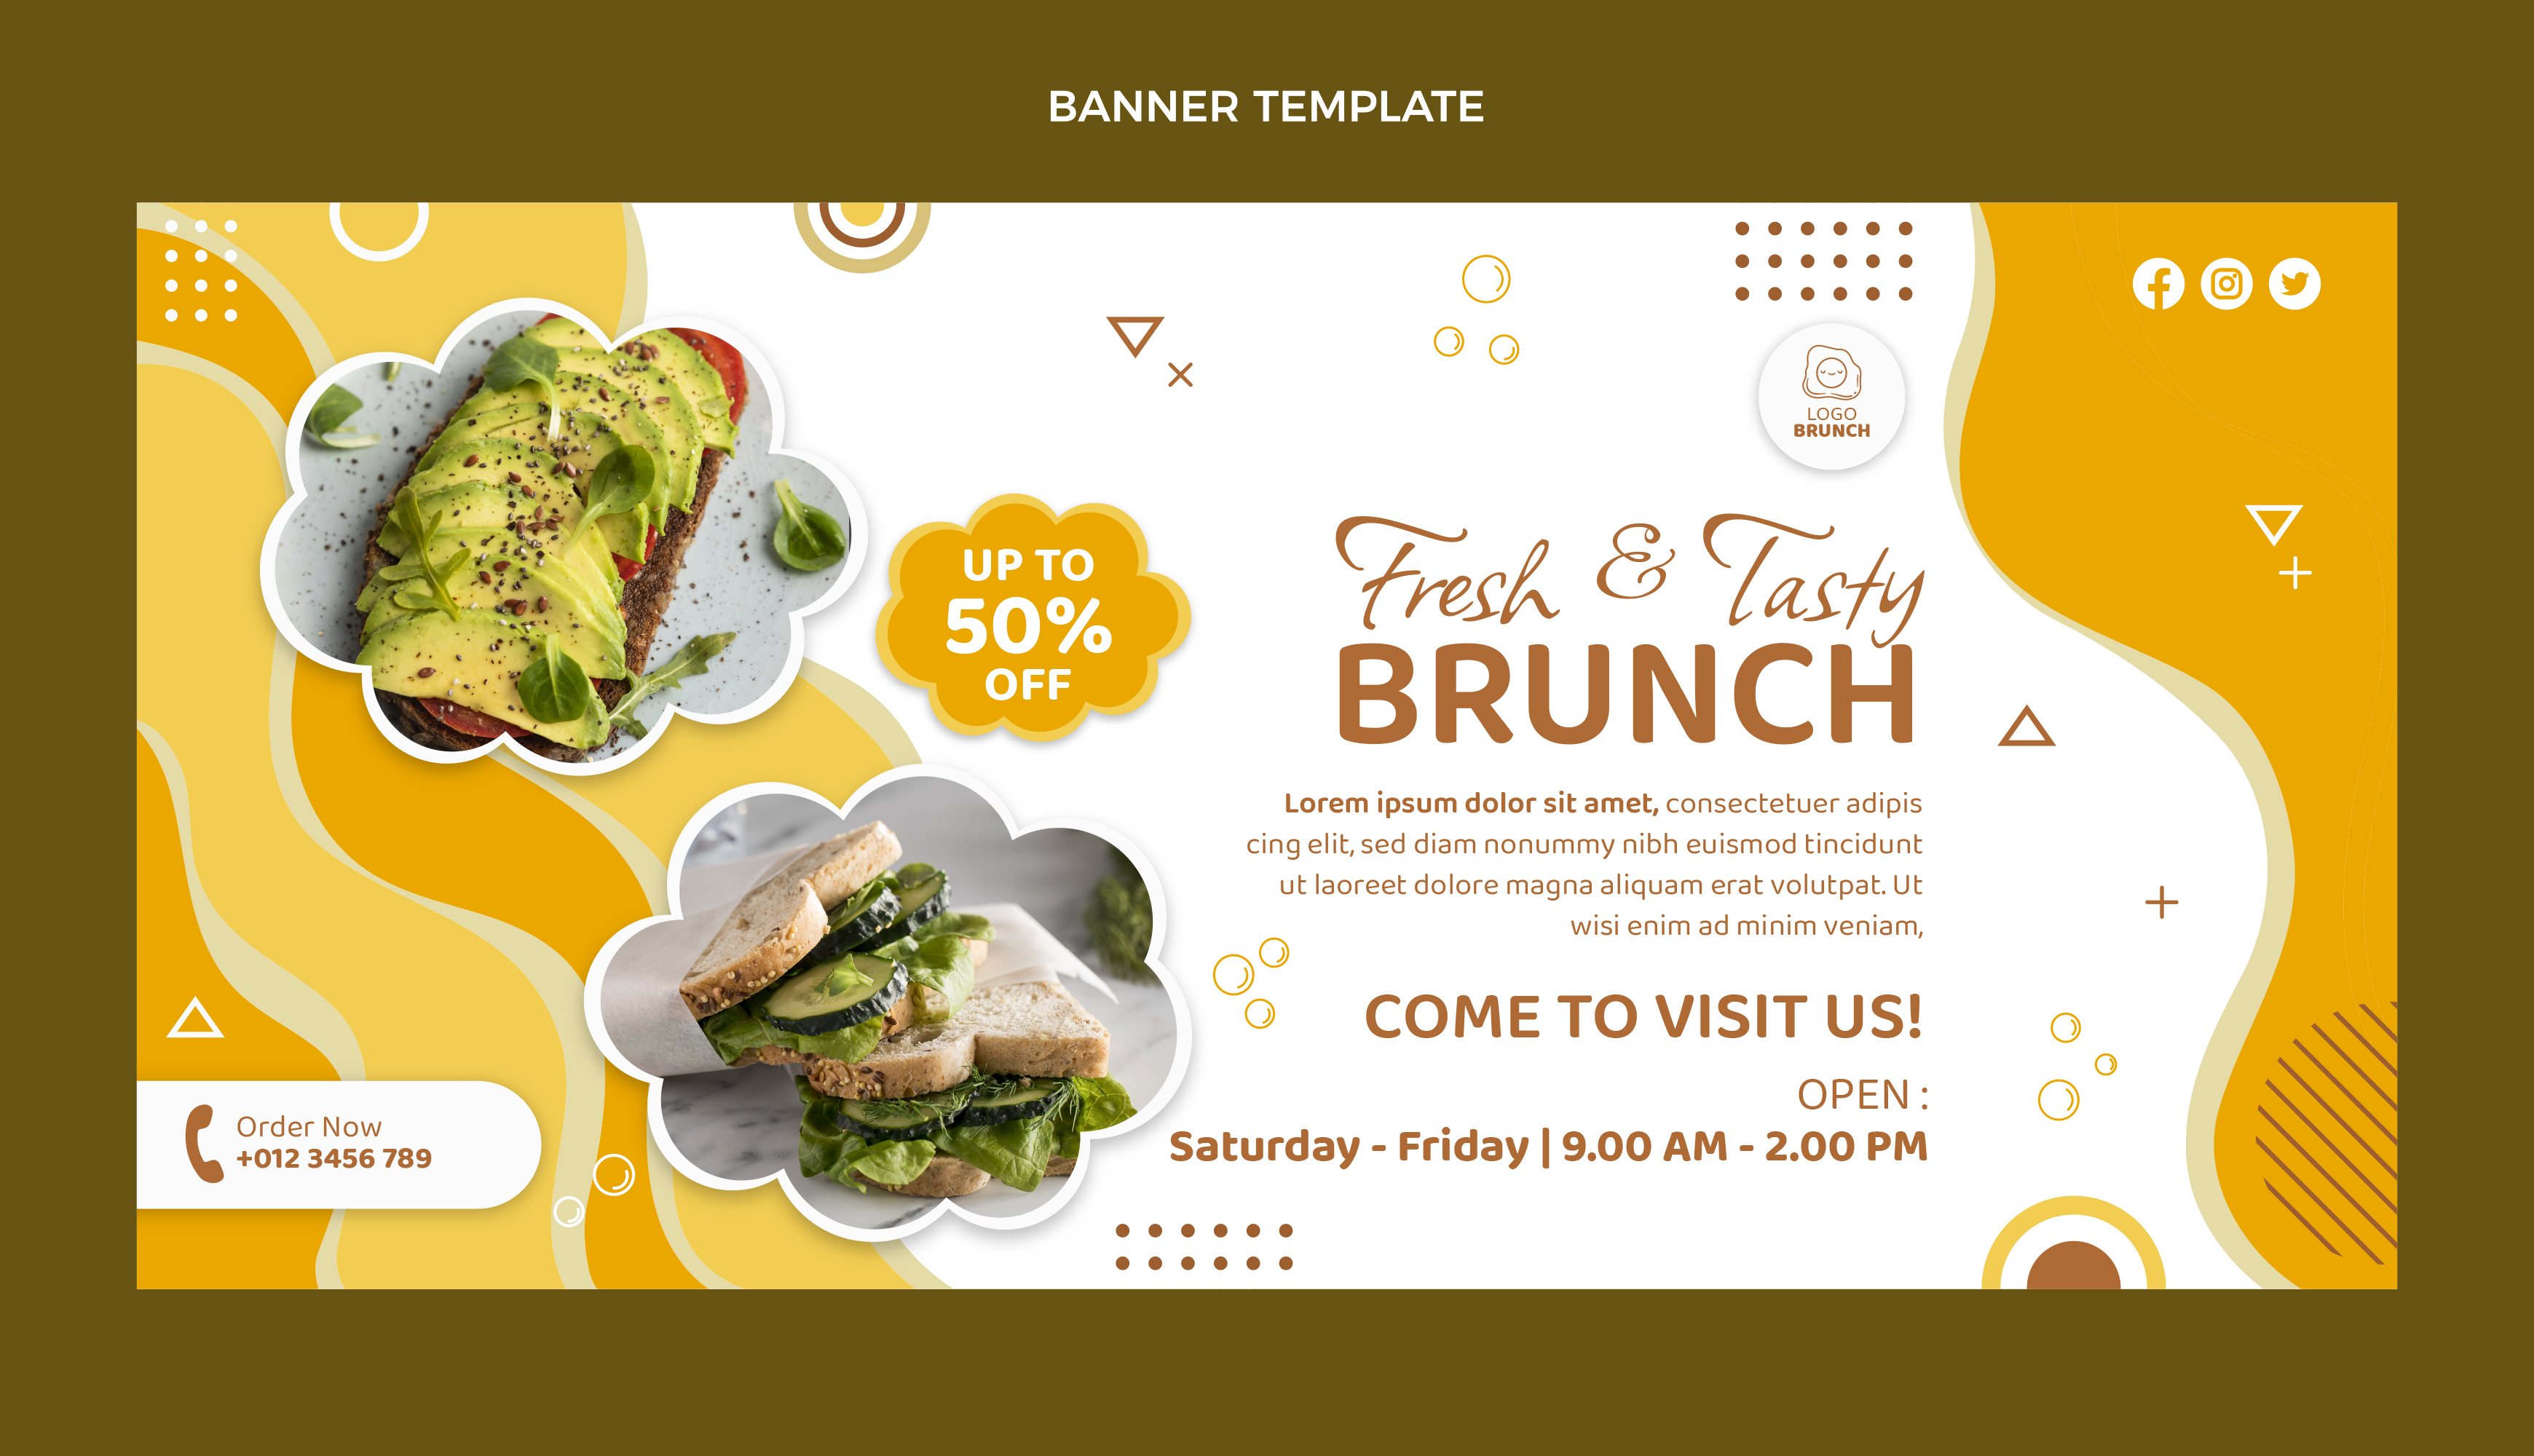 BANNER TEMPLATE
LOGO
BRUNCH
UP TO
50%
OFF
Fresh & Tasty
BRUNCH
Lorem ipsum dolor sit amet, consectetuer adipis
cing elit, sed diam nonummy nibh euismod tincidunt
ut laoreet dolore magna aliquam erat volutpat. Ut
wisi enim ad minim veniam,
COME TO VISIT US!
OPEN :
Saturday - Friday | 9.00 AM - 2.00 PM
Order Now
+012 3456 789